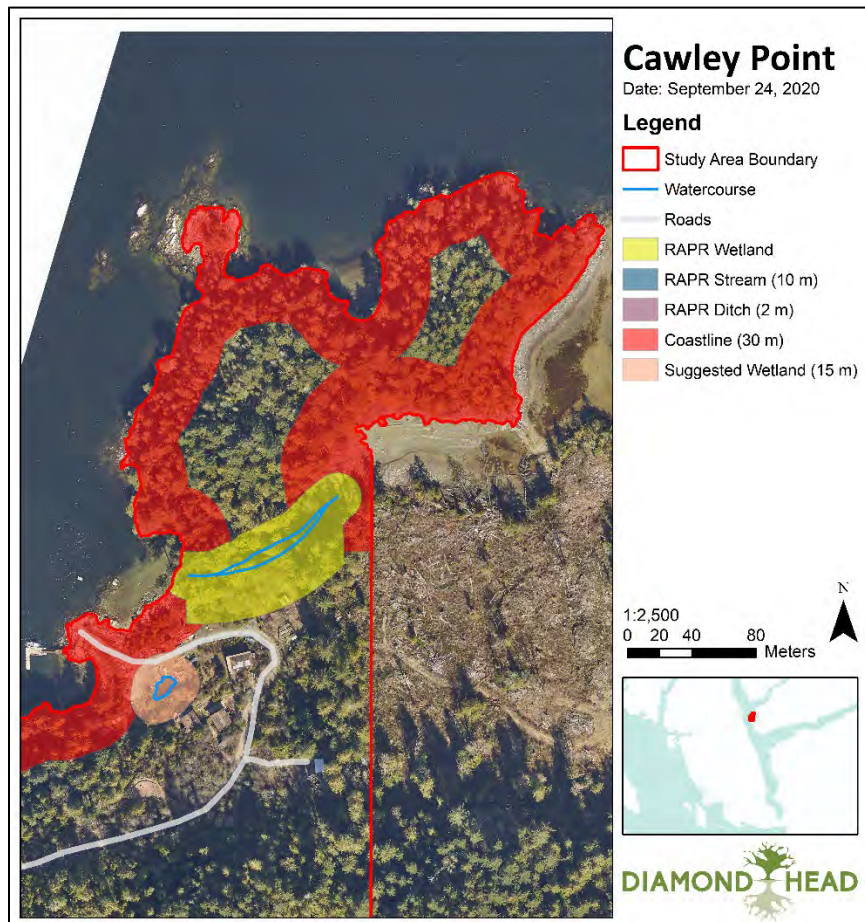 Cawley Point
Date: September 24, 2020
Legend
Study Area Boundary
Watercourse
Roads
RAPR Wetland
RAPR Stream (10 m)
RAPR Ditch (2 m)
Coastline (30 m)
Suggested Wetland (15 m)
N
1:2,500
0 20 40 80
Meters
DIAMOND HEAD